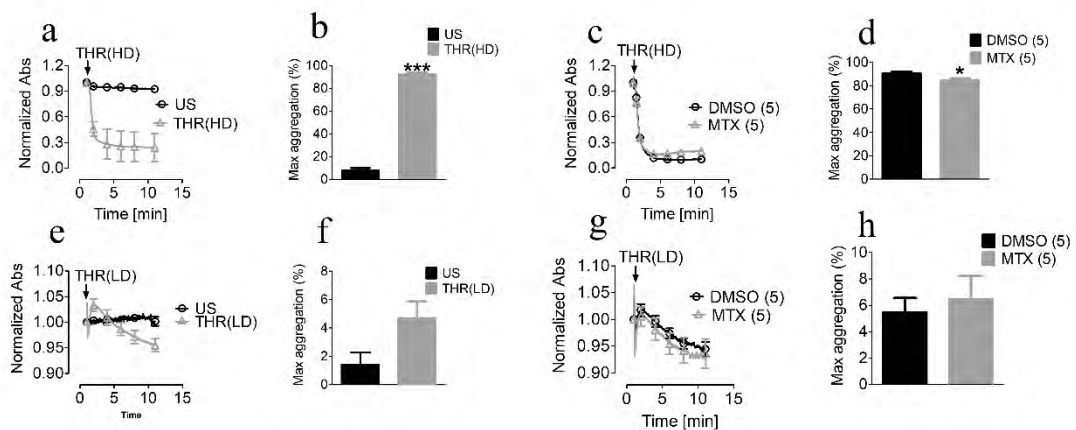 a
THR(HD)
Normalized Abs
1.2
0.9
0.6
0.3
0.0
US
THR(HD)
0 5 10 15
Time [min]
b
US
THR(HD)
Max aggregation (%)
100
80
60
40
20
0
***
c
THR(HD)
Normalized Abs
1.2
0.9
0.6
0.3
0.0
DMSO (5)
MTX (5)
0 5 10 15
Time [min]
d
DMSO (5)
MTX (5)
Max aggregation (%)
100
80
60
40
20
0
*
e
THR(LD)
Normalized Abs
1.10
1.05
1.00
0.95
0.90
US
THR(LD)
0 5 10 15
Time
f
US
THR(LD)
Max aggregation (%)
8
6
4
2
0
g
THR(LD)
Normalized Abs
1.10
1.05
1.00
0.95
0.90
DMSO (5)
MTX (5)
0 5 10 15
Time [min]
h
DMSO (5)
MTX (5)
Max aggregation (%)
10
8
6
4
2
0